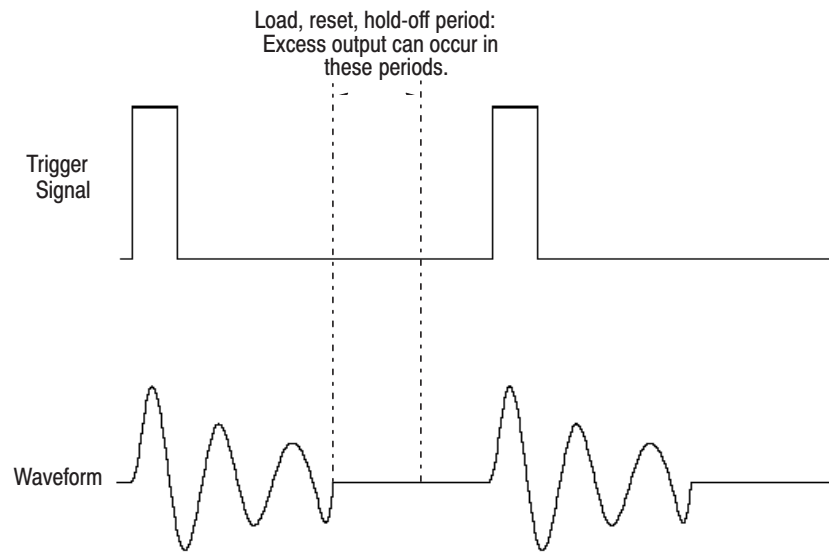 Load, reset, hold-off period:
Excess output can occur in
these periods.
Trigger
Signal
Waveform